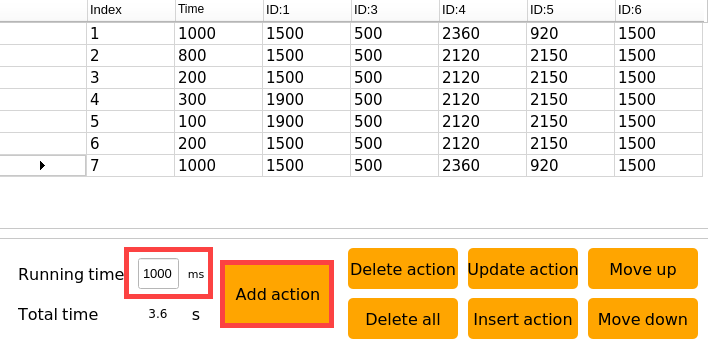 Index Time ID:1 ID:3 ID:4 ID:5 ID:6
1 1000 1500 500 2360 920 1500
2 800 1500 500 2120 2150 1500
3 200 1500 500 2120 2150 1500
4 300 1900 500 2120 2150 1500
5 100 1900 500 2120 2150 1500
6 200 1500 500 2120 2150 1500
7 1000 1500 500 2360 920 1500
Running time 1000 ms
Total time 3.6 s
Add action
Delete action Update action Move up
Delete all Insert action Move down